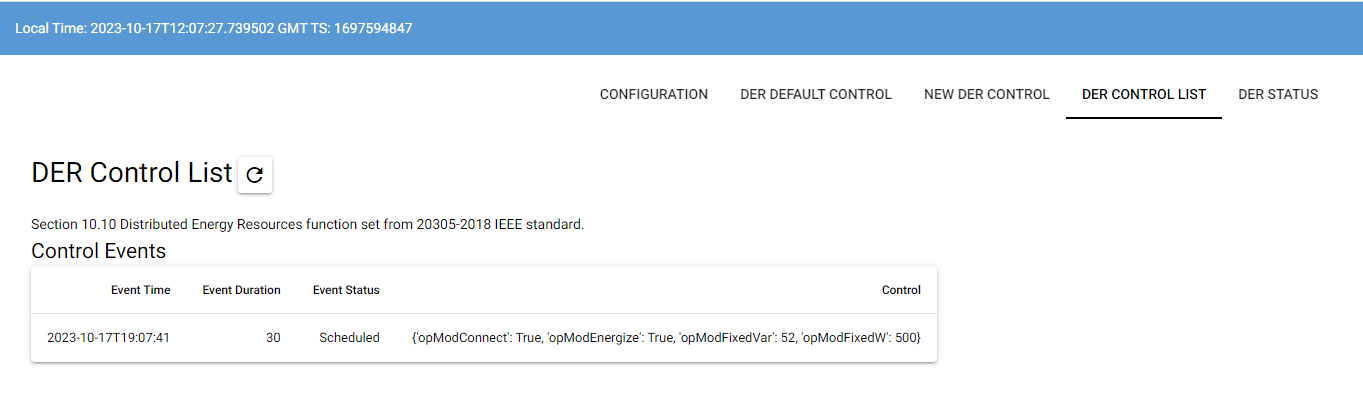 Local Time: 2023-10-17T12:07:27.739502 GMT TS: 1697594847
CONFIGURATION DER DEFAULT CONTROL NEW DER CONTROL DER CONTROL LIST DER STATUS
DER Control List
Section 10.10 Distributed Energy Resources function set from 20305-2018 IEEE standard.
Control Events
Event Time Event Duration Event Status Control
2023-10-17T19:07:41 30 Scheduled {'opModConnect': True, 'opModEnergize': True, 'opModFixedVar': 52, 'opModFixedW': 500}